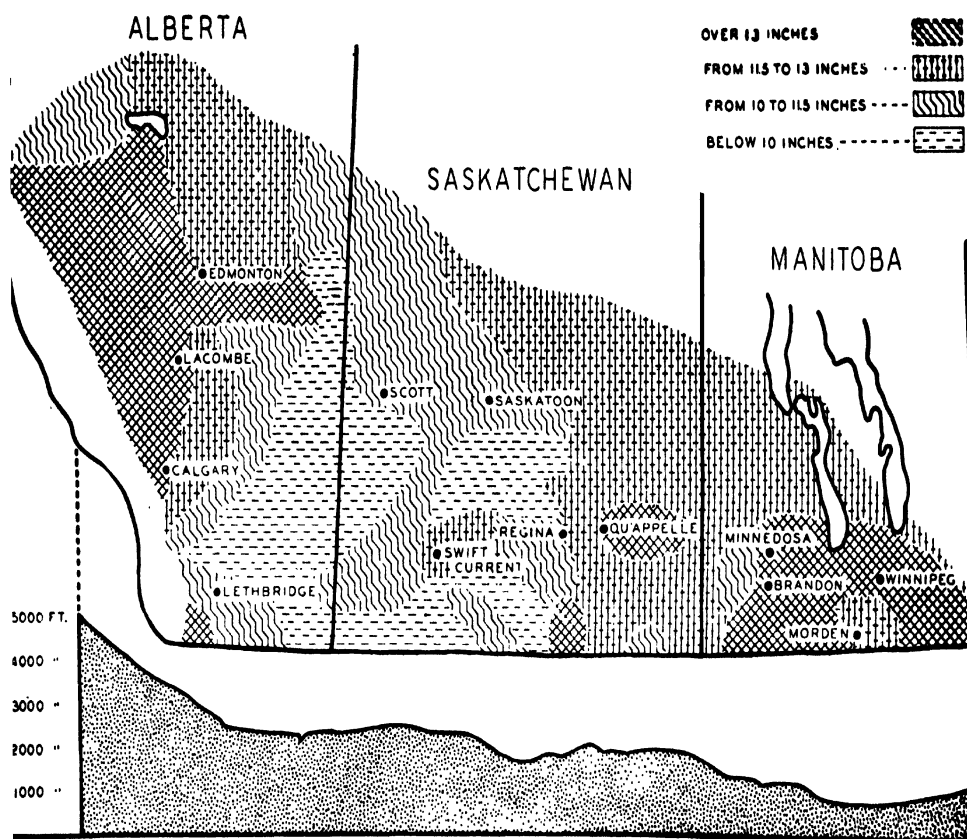 ALBERTA
OVER 13 INCHES
FROM 11.5 TO 13 INCHES
FROM 10 TO 11.5 INCHES
BELOW 10 INCHES
SASKATCHEWAN
MANITOBA
EDMONTON
LACOMBE
SCOTT
SASKATOON
CALGARY
REGINA
QU'APPELLE
MINNEDOSA
SWIFT
CURRENT
LETHBRIDGE
BRANDON
WINNIPEG
MORDEN
5000 FT.
4000 "
3000 "
2000 "
1000 "